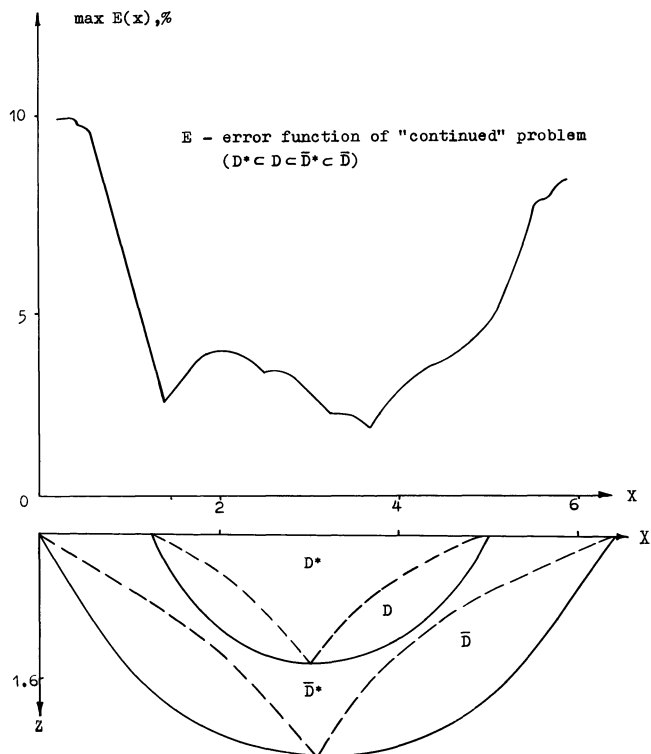 max E(x),%
10
E - error function of "continued" problem
(D* ⊂ D ⊂ D̄* ⊂ D̄)
5
0
2
4
6
X
X
D*
D
D̄
1.6
D̄*
Z